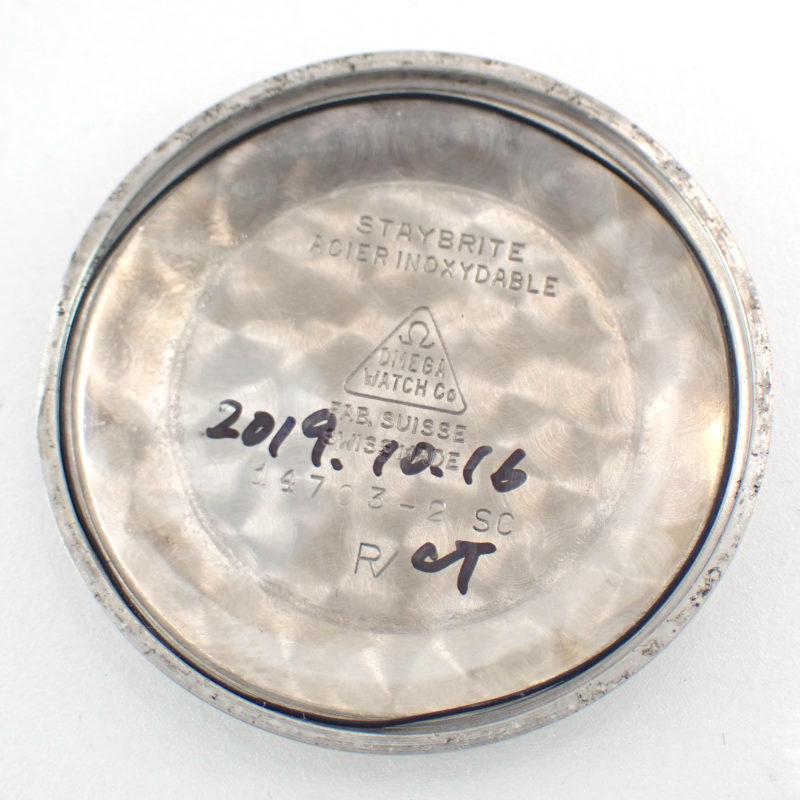 STAYBRITE
ACIER INOXYDABLE
Ω
OMEGA
WATCH Co
FAB. SUISSE
SWISS MADE
2019.10.16
14703-2 SC
R/ CT